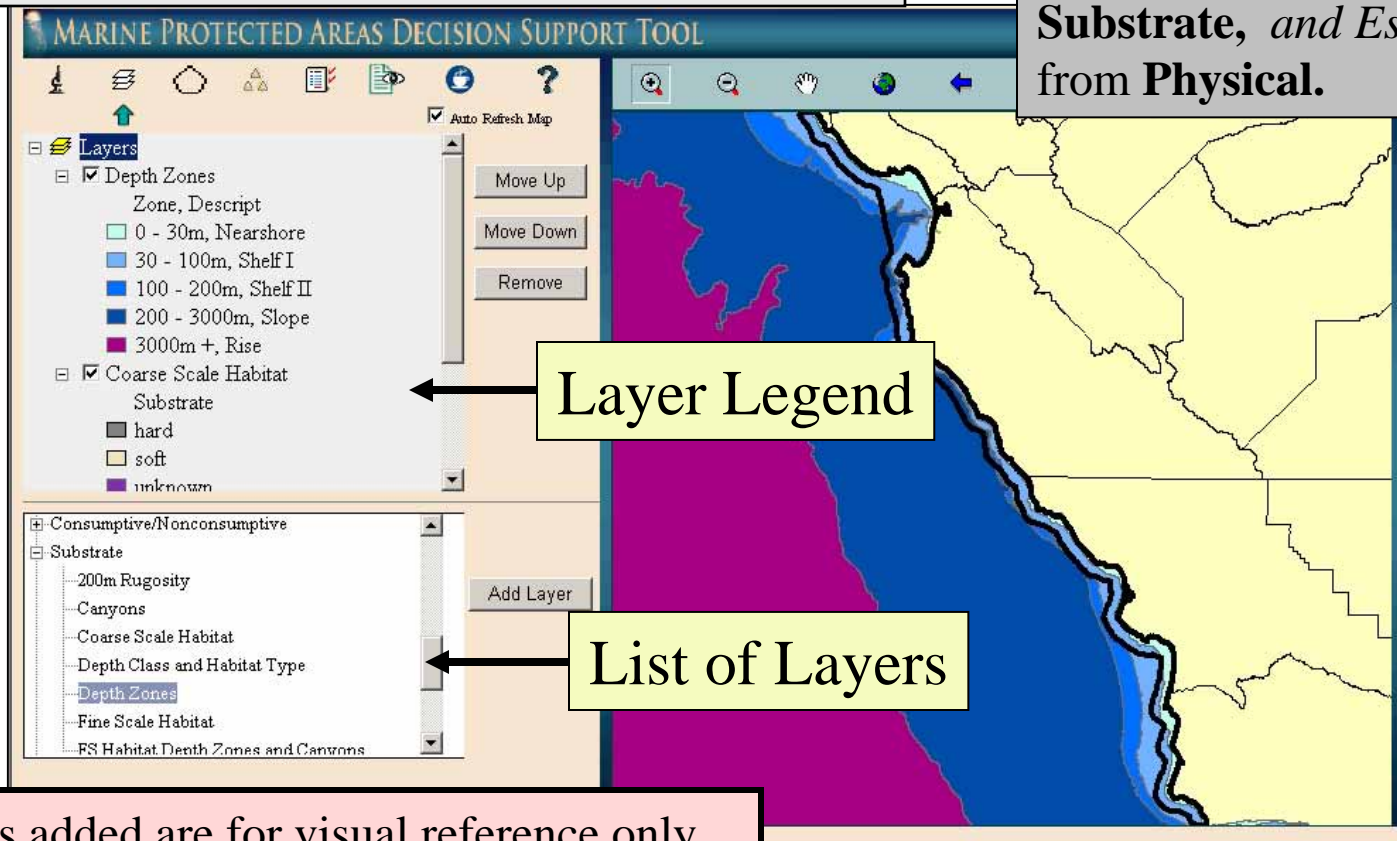 Substrate, and Es
from Physical.
MARINE PROTECTED AREAS DECISION SUPPORT TOOL
?
Auto Refresh Map
Layers
Depth Zones
Zone, Descript
0 - 30m, Nearshore
30 - 100m, Shelf I
100 - 200m, Shelf II
200 - 3000m, Slope
3000m +, Rise
Coarse Scale Habitat
Substrate
hard
soft
unknown
Move Up
Move Down
Remove
Layer Legend
Consumptive/Nonconsumptive
Substrate
200m Rugosity
Canyons
Coarse Scale Habitat
Depth Class and Habitat Type
Depth Zones
Fine Scale Habitat
FS Habitat Depth Zones and Canyons
Add Layer
List of Layers
s added are for visual reference only